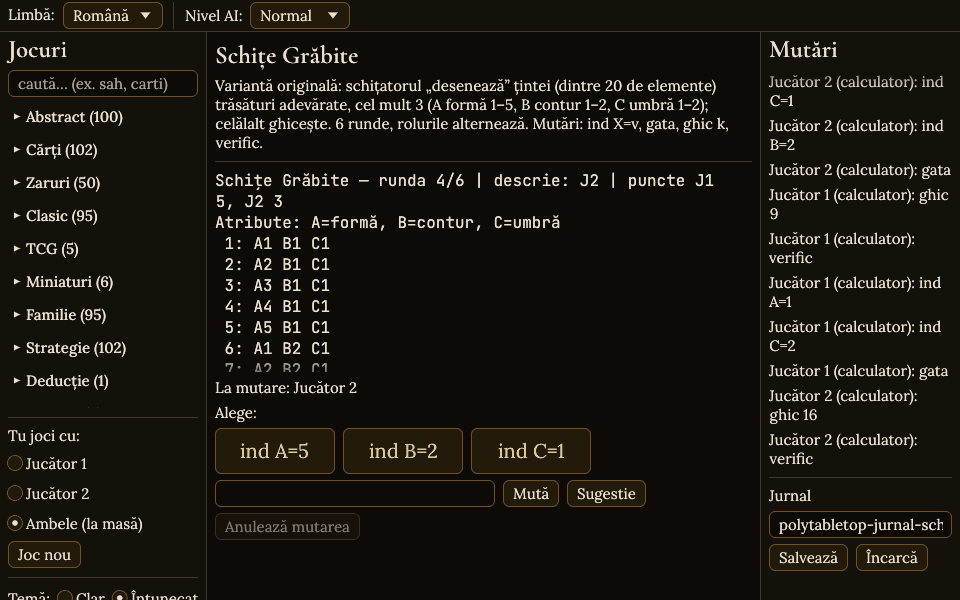 Limbă:
Română
Nivel AI:
Normal
Jocuri
caută... (ex. sah, carti)
Abstract (100)
Cărți (102)
Zaruri (50)
Clasic (95)
TCG (5)
Miniaturi (6)
Familie (95)
Strategie (102)
Deducție (1)
Tu joci cu:
Jucător 1
Jucător 2
Ambele (la masă)
Joc nou
Temă:
Clar
Întunecat
Schițe Grăbite
Variantă originală: schițatorul „desenează” țintei (dintre 20 de elemente)
trăsături adevărate, cel mult 3 (A formă 1–5, B contur 1–2, C umbră 1–2);
celălalt ghicește. 6 runde, rolurile alternează. Mutări: ind X=v, gata, ghic k,
verific.
Schițe Grăbite — runda 4/6 | descrie: J2 | puncte J1
5, J2 3
Atribute: A=formă, B=contur, C=umbră
1: A1 B1 C1
2: A2 B1 C1
3: A3 B1 C1
4: A4 B1 C1
5: A5 B1 C1
6: A1 B2 C1
7: A2 B2 C1
La mutare: Jucător 2
Alege:
ind A=5
ind B=2
ind C=1
Mută
Sugestie
Anulează mutarea
Mutări
Jucător 2 (calculator): ind
C=1
Jucător 2 (calculator): ind
B=2
Jucător 2 (calculator): gata
Jucător 1 (calculator): ghic
9
Jucător 1 (calculator):
verific
Jucător 1 (calculator): ind
A=1
Jucător 1 (calculator): ind
C=2
Jucător 1 (calculator): gata
Jucător 2 (calculator):
ghic 16
Jucător 2 (calculator):
verific
Jurnal
polytabletop-jurnal-sch
Salvează
Încarcă